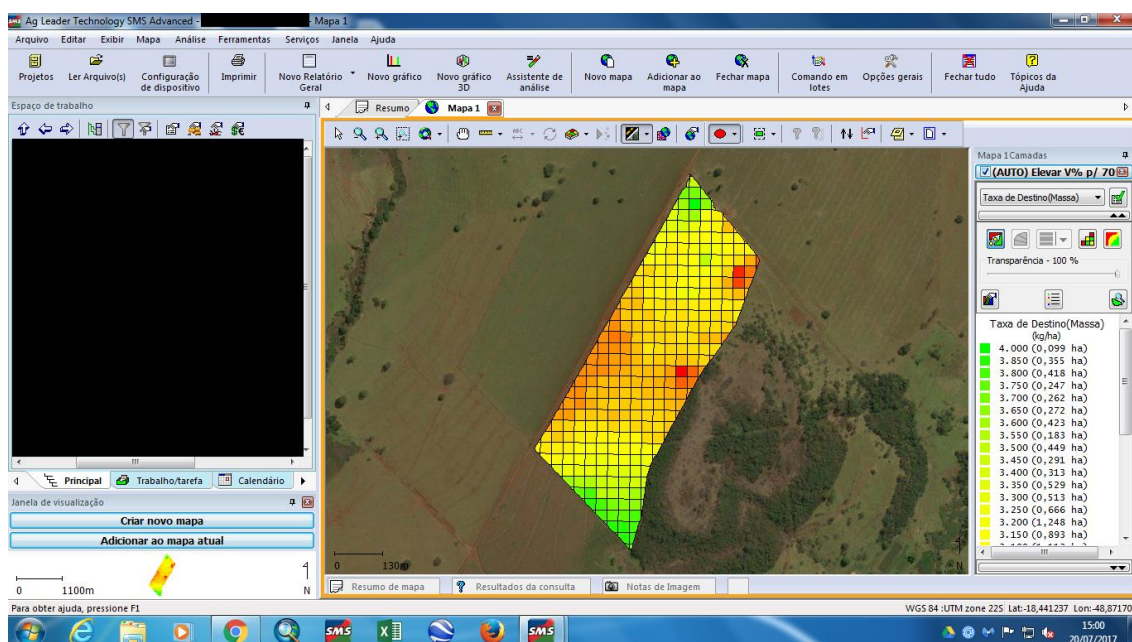 Ag Leader Technology SMS Advanced - - Mapa 1
Arquivo Editar Exibir Mapa Análise Ferramentas Serviços Janela Ajuda
Projetos Ler Arquivo(s) Configuração de dispositivo Imprimir Novo Relatório Geral Novo gráfico Novo gráfico 3D Assistente de análise Novo mapa Adicionar ao mapa Fechar mapa Comando em lotes Opções gerais Fechar tudo Tópicos da Ajuda
Espaço de trabalho
Resumo Mapa 1
Mapa 1Camadas
(AUTO) Elevar V% p/ 70
Taxa de Destino(Massa)
Transparência - 100 %
Taxa de Destino(Massa)
(kg/ha)
4.000 (0,099 ha)
3.850 (0,355 ha)
3.800 (0,418 ha)
3.750 (0,247 ha)
3.700 (0,262 ha)
3.650 (0,272 ha)
3.600 (0,423 ha)
3.550 (0,183 ha)
3.500 (0,449 ha)
3.450 (0,291 ha)
3.400 (0,313 ha)
3.350 (0,529 ha)
3.300 (0,513 ha)
3.250 (0,666 ha)
3.200 (1,248 ha)
3.150 (0,893 ha)
Principal Trabalho/tarefa Calendário
Janela de visualização
Criar novo mapa
Adicionar ao mapa atual
0 1100m N
0 130m N
Resumo de mapa Resultados da consulta Notas de Imagem
Para obter ajuda, pressione F1
WGS 84 :UTM zone 22S Lat:-18,441237 Lon:-48,87170
SMS SMS
15:00
20/07/2017